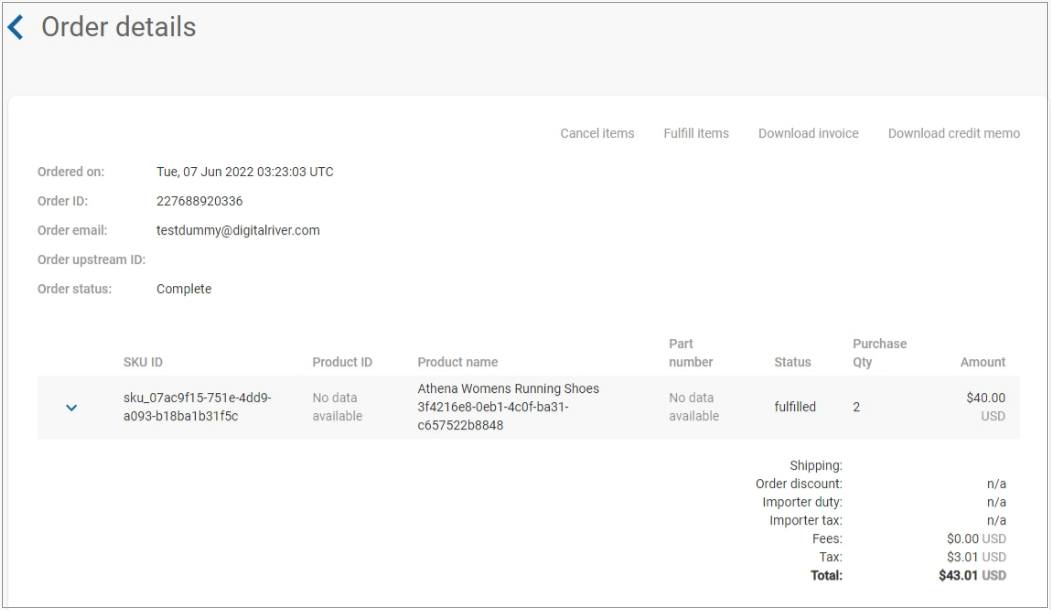 Order details
Cancel items Fulfill items Download invoice Download credit memo
Ordered on: Tue, 07 Jun 2022 03:23:03 UTC
Order ID: 227688920336
Order email: testdummy@digitalriver.com
Order upstream ID:
Order status: Complete
Part Purchase
SKU ID Product ID Product name number Status Qty Amount
Athena Womens Running Shoes
sku_07ac9f15-751e-4dd9- No data 3f4216e8-0eb1-4c0f-ba31- No data fulfilled 2 $40.00
a093-b18ba1b31f5c available c657522b8848 available USD
Shipping:
Order discount: n/a
Importer duty: n/a
Importer tax: n/a
Fees: $0.00 USD
Tax: $3.01 USD
Total: $43.01 USD